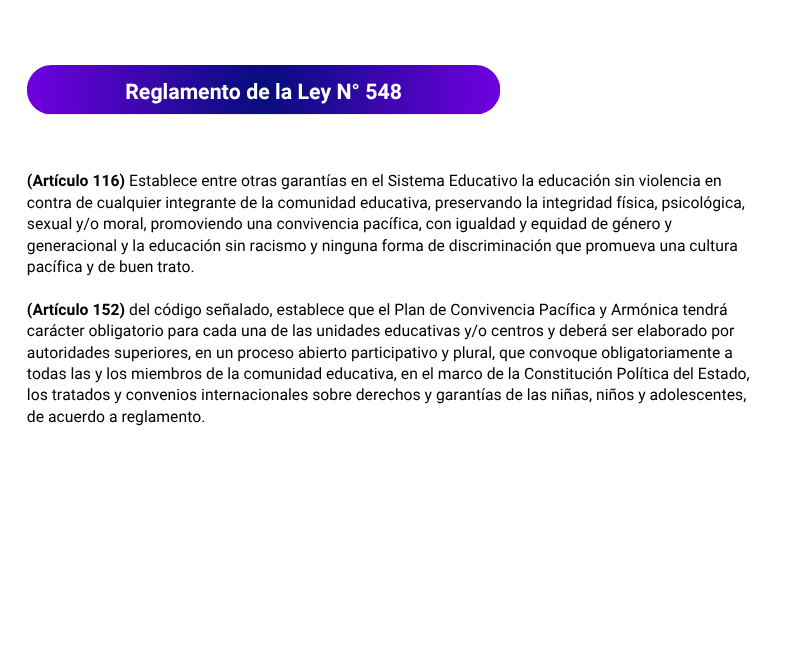 Reglamento de la Ley N° 548
(Artículo 116) Establece entre otras garantías en el Sistema Educativo la educación sin violencia en
contra de cualquier integrante de la comunidad educativa, preservando la integridad física, psicológica,
sexual y/o moral, promoviendo una convivencia pacífica, con igualdad y equidad de género y
generacional y la educación sin racismo y ninguna forma de discriminación que promueva una cultura
pacífica y de buen trato.
(Artículo 152) del código señalado, establece que el Plan de Convivencia Pacífica y Armónica tendrá
carácter obligatorio para cada una de las unidades educativas y/o centros y deberá ser elaborado por
autoridades superiores, en un proceso abierto participativo y plural, que convoque obligatoriamente a
todas las y los miembros de la comunidad educativa, en el marco de la Constitución Política del Estado,
los tratados y convenios internacionales sobre derechos y garantías de las niñas, niños y adolescentes,
de acuerdo a reglamento.